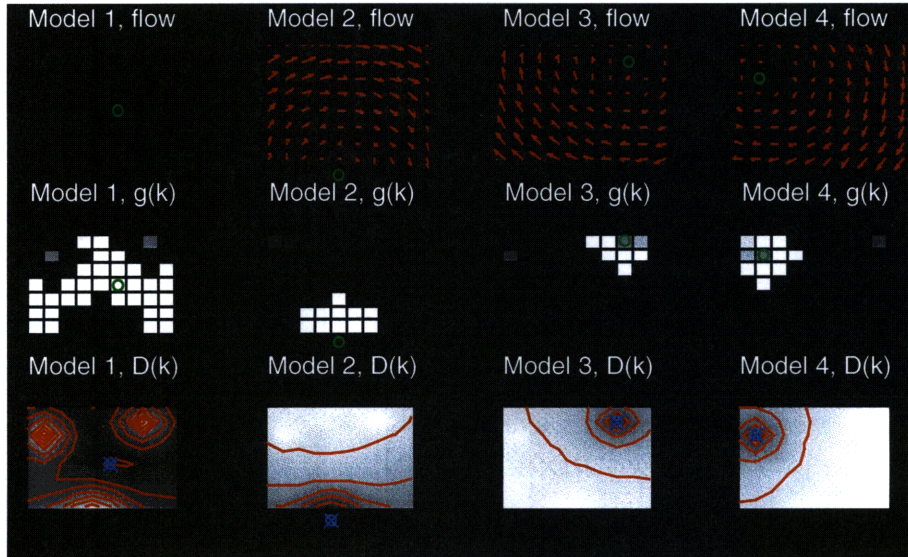 Model 1, flow
Model 2, flow
Model 3, flow
Model 4, flow
Model 1, g(k)
Model 2, g(k)
Model 3, g(k)
Model 4, g(k)
Model 1, D(k)
Model 2, D(k)
Model 3, D(k)
Model 4, D(k)